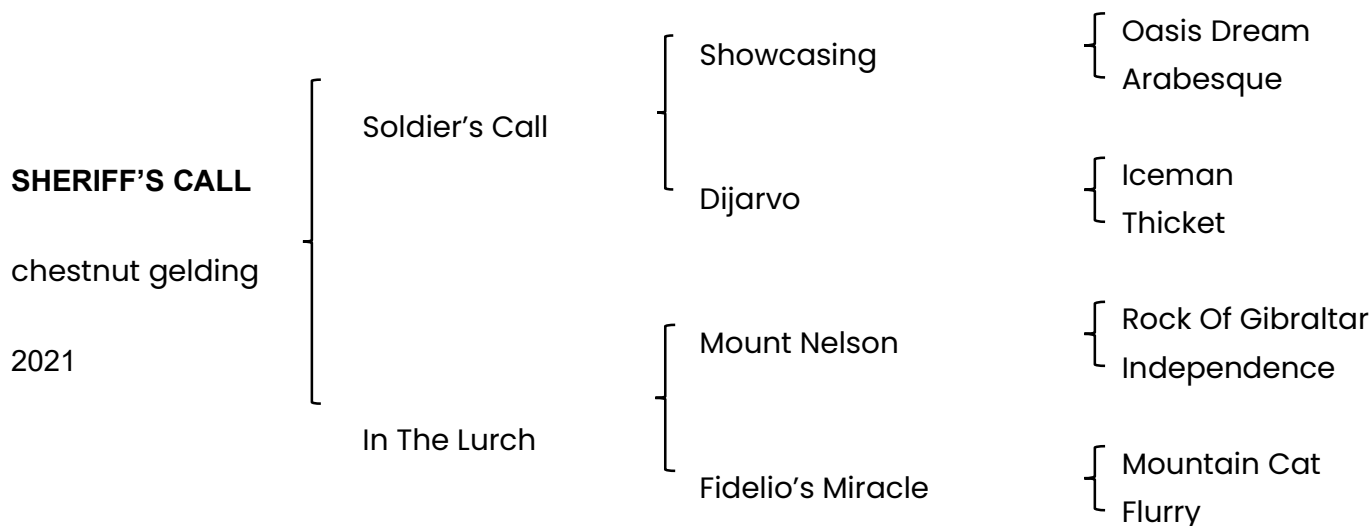 SHERIFF’S CALL
chestnut gelding
2021
Soldier’s Call
In The Lurch
Showcasing
Dijarvo
Mount Nelson
Fidelio’s Miracle
Oasis Dream
Arabesque
Iceman
Thicket
Rock Of Gibraltar
Independence
Mountain Cat
Flurry